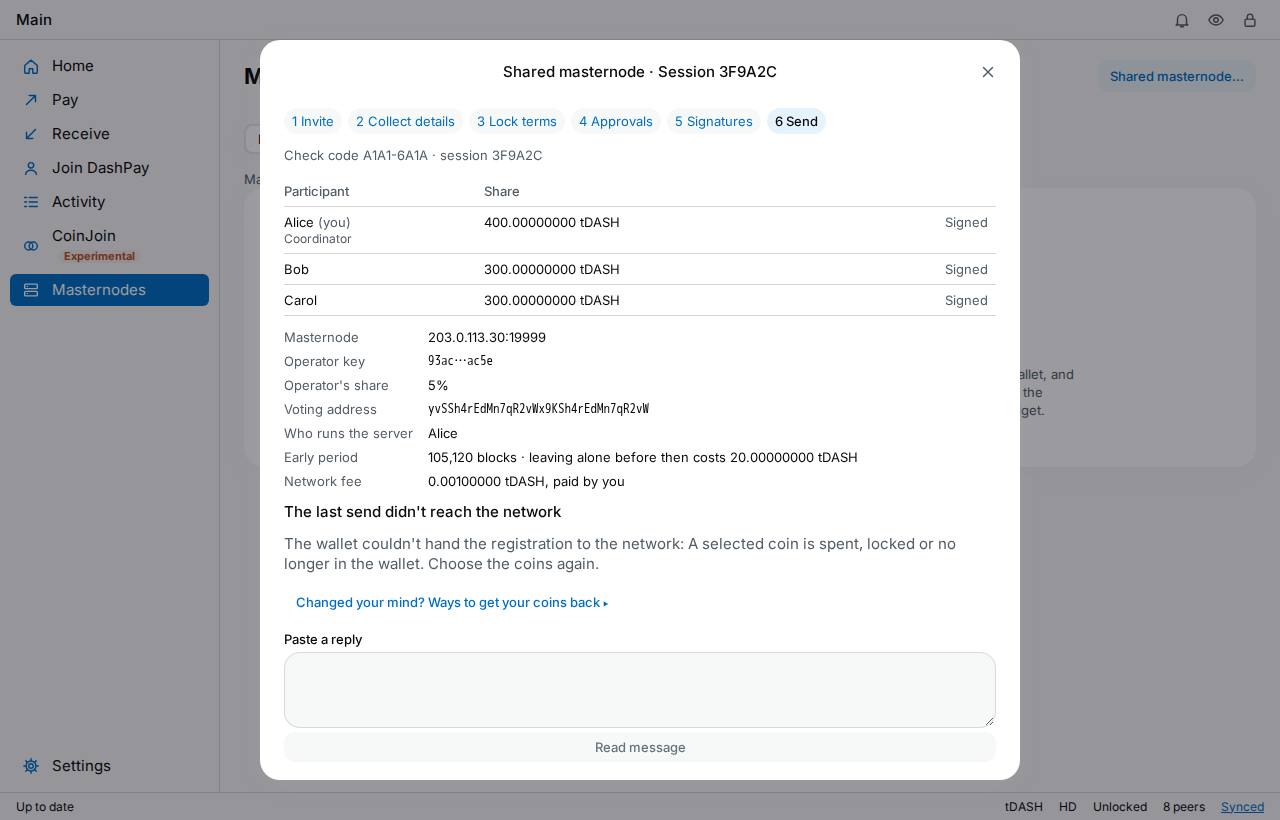 Main
Home
Pay
Receive
Join DashPay
Activity
CoinJoin
Experimental
Masternodes
Settings
Shared masternode...
Shared masternode · Session 3F9A2C
1 Invite
2 Collect details
3 Lock terms
4 Approvals
5 Signatures
6 Send
Check code A1A1-6A1A · session 3F9A2C
Participant Share
Alice (you) 400.00000000 tDASH Signed
Coordinator
Bob 300.00000000 tDASH Signed
Carol 300.00000000 tDASH Signed
Masternode 203.0.113.30:19999
Operator key 93ac···ac5e
Operator's share 5%
Voting address yvSSh4rEdMn7qR2vWx9KSh4rEdMn7qR2vW
Who runs the server Alice
Early period 105,120 blocks · leaving alone before then costs 20.00000000 tDASH
Network fee 0.00100000 tDASH, paid by you
The last send didn't reach the network
The wallet couldn't hand the registration to the network: A selected coin is spent, locked or no
longer in the wallet. Choose the coins again.
Changed your mind? Ways to get your coins back ▸
Paste a reply
Read message
and
the
Up to date
tDASH HD Unlocked 8 peers Synced